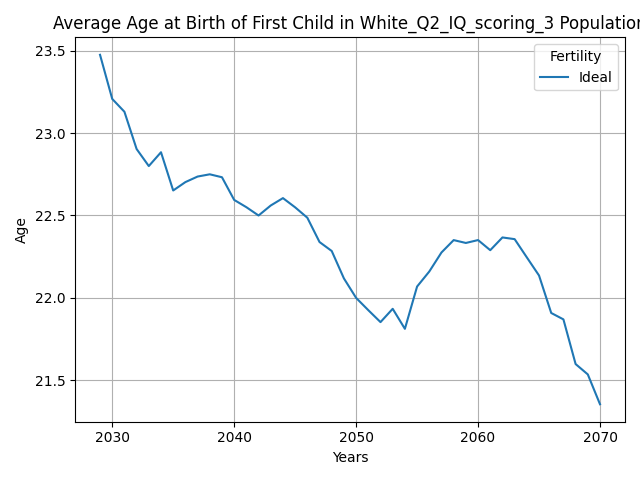 Average Age at Birth of First Child in White_Q2_IQ_scoring_3 Population
Fertility
Ideal
23.5
23.0
22.5
22.0
21.5
Age
2030 2040 2050 2060 2070
Years